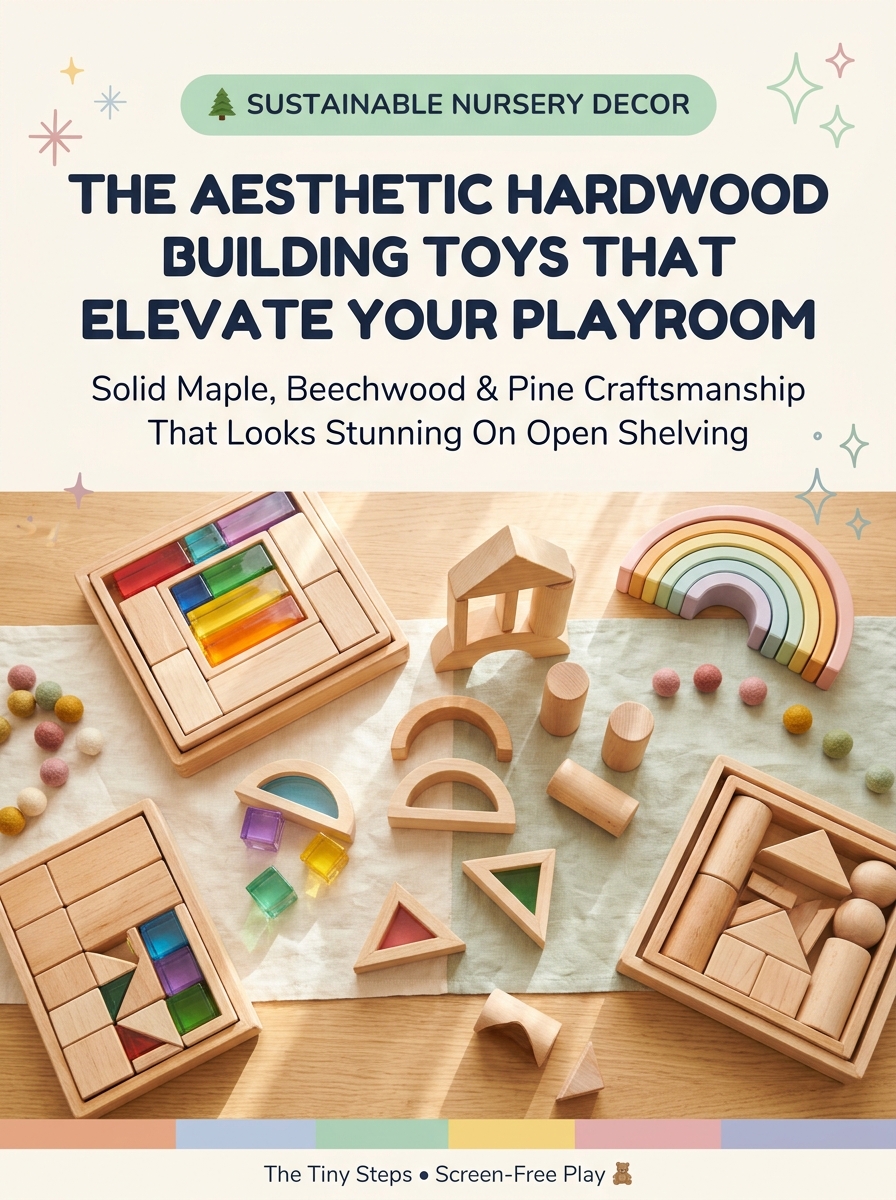 🌲 SUSTAINABLE NURSERY DECOR
THE AESTHETIC HARDWOOD
BUILDING TOYS THAT
ELEVATE YOUR PLAYROOM
Solid Maple, Beechwood & Pine Craftsmanship
That Looks Stunning On Open Shelving
The Tiny Steps • Screen-Free Play 🧸